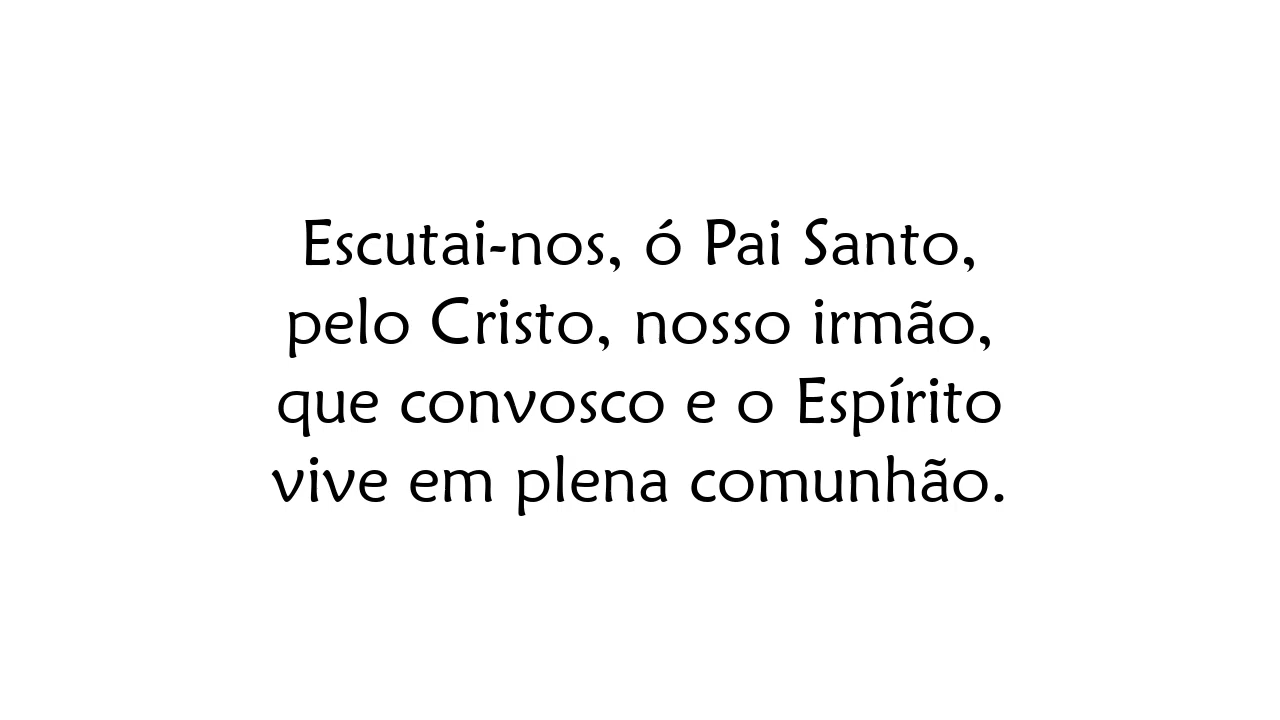 Escutai-nos, ó Pai Santo,
pelo Cristo, nosso irmão,
que convosco e o Espírito
vive em plena comunhão.